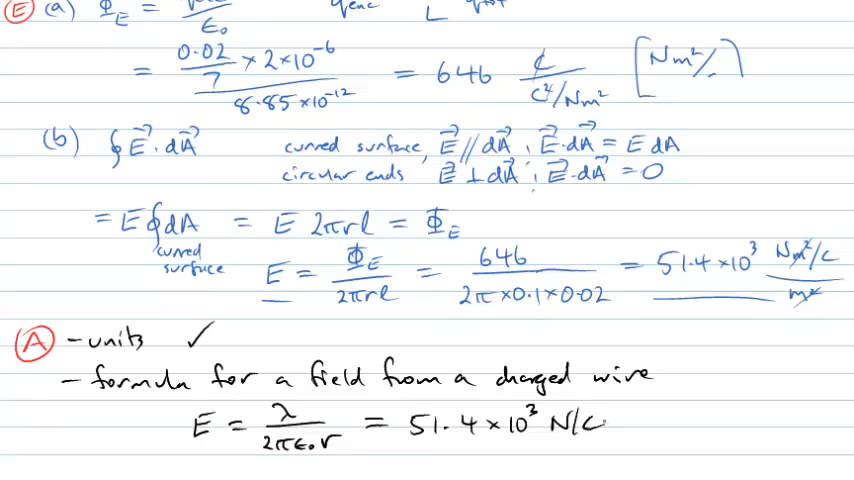 (E) (a) Φ_E = ─── / ε₀ q_enc L q_tot
= (0.02/7 × 2×10⁻⁶) / (8.85×10⁻¹²) = 646 C / (C²/Nm²) [Nm²/C]
(b) ∮ E⃗ · dA⃗ curved surface, E⃗ // dA⃗ ; E⃗ · dA⃗ = E dA
circular ends E⃗ ⊥ dA⃗ ; E⃗ · dA⃗ = 0
= E ∮ dA = E 2πrl = Φ_E
curved
surface
E = Φ_E / 2πrl = 646 / (2π × 0.1 × 0.02) = 51.4 × 10³ (Nm²/C) / m²
(A) - units ✓
- formula for a field from a charged wire
E = λ / 2πε₀r = 51.4 × 10³ N/C